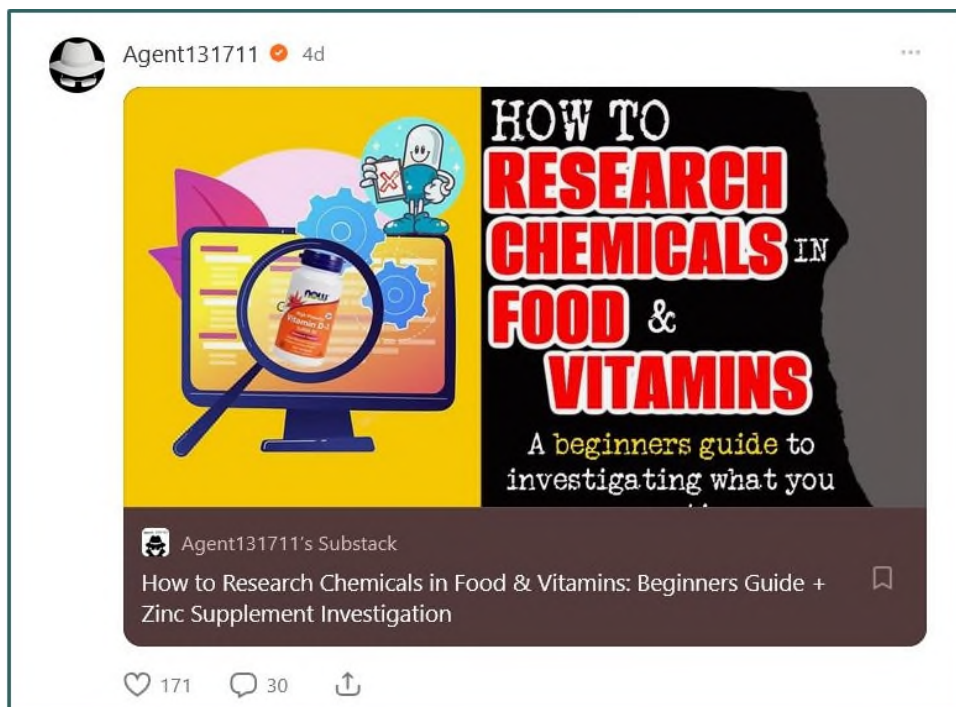 Agent131711 4d
HOW TO
RESEARCH
CHEMICALS IN
FOOD &
VITAMINS
A beginners guide to
investigating what you
NOW
Vitamin D-3
Agent131711's Substack
How to Research Chemicals in Food & Vitamins: Beginners Guide +
Zinc Supplement Investigation
171 30